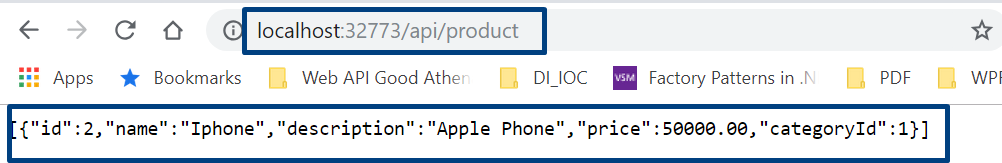 localhost:32773/api/product
Apps Bookmarks Web API Good Athen DI_IOC VSM Factory Patterns in .N PDF WPF
[{"id":2,"name":"Iphone","description":"Apple Phone","price":50000.00,"categoryId":1}]